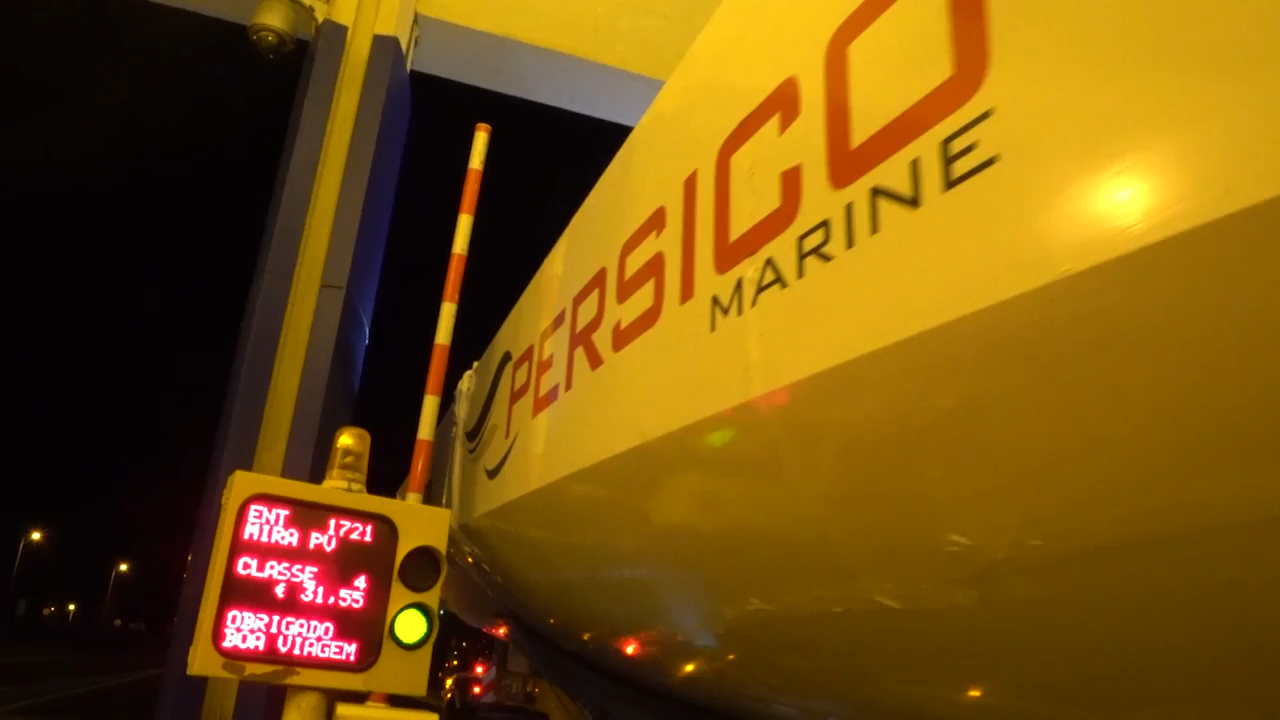 PERSICO
MARINE
ENT 1721
MIRA PV
CLASSE 4
€ 31,55
OBRIGADO
BOA VIAGEM